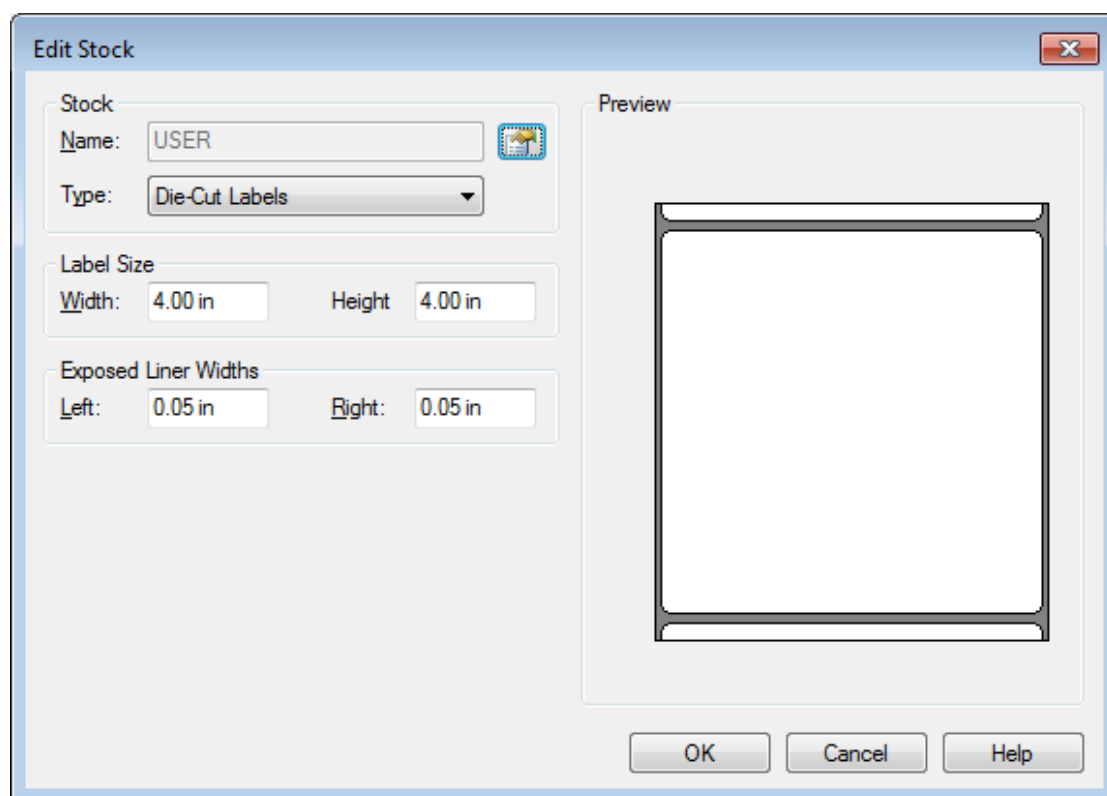 Edit Stock
Stock
Name: USER
Type: Die-Cut Labels
Label Size
Width: 4.00 in Height 4.00 in
Exposed Liner Widths
Left: 0.05 in Right: 0.05 in
Preview
OK Cancel Help